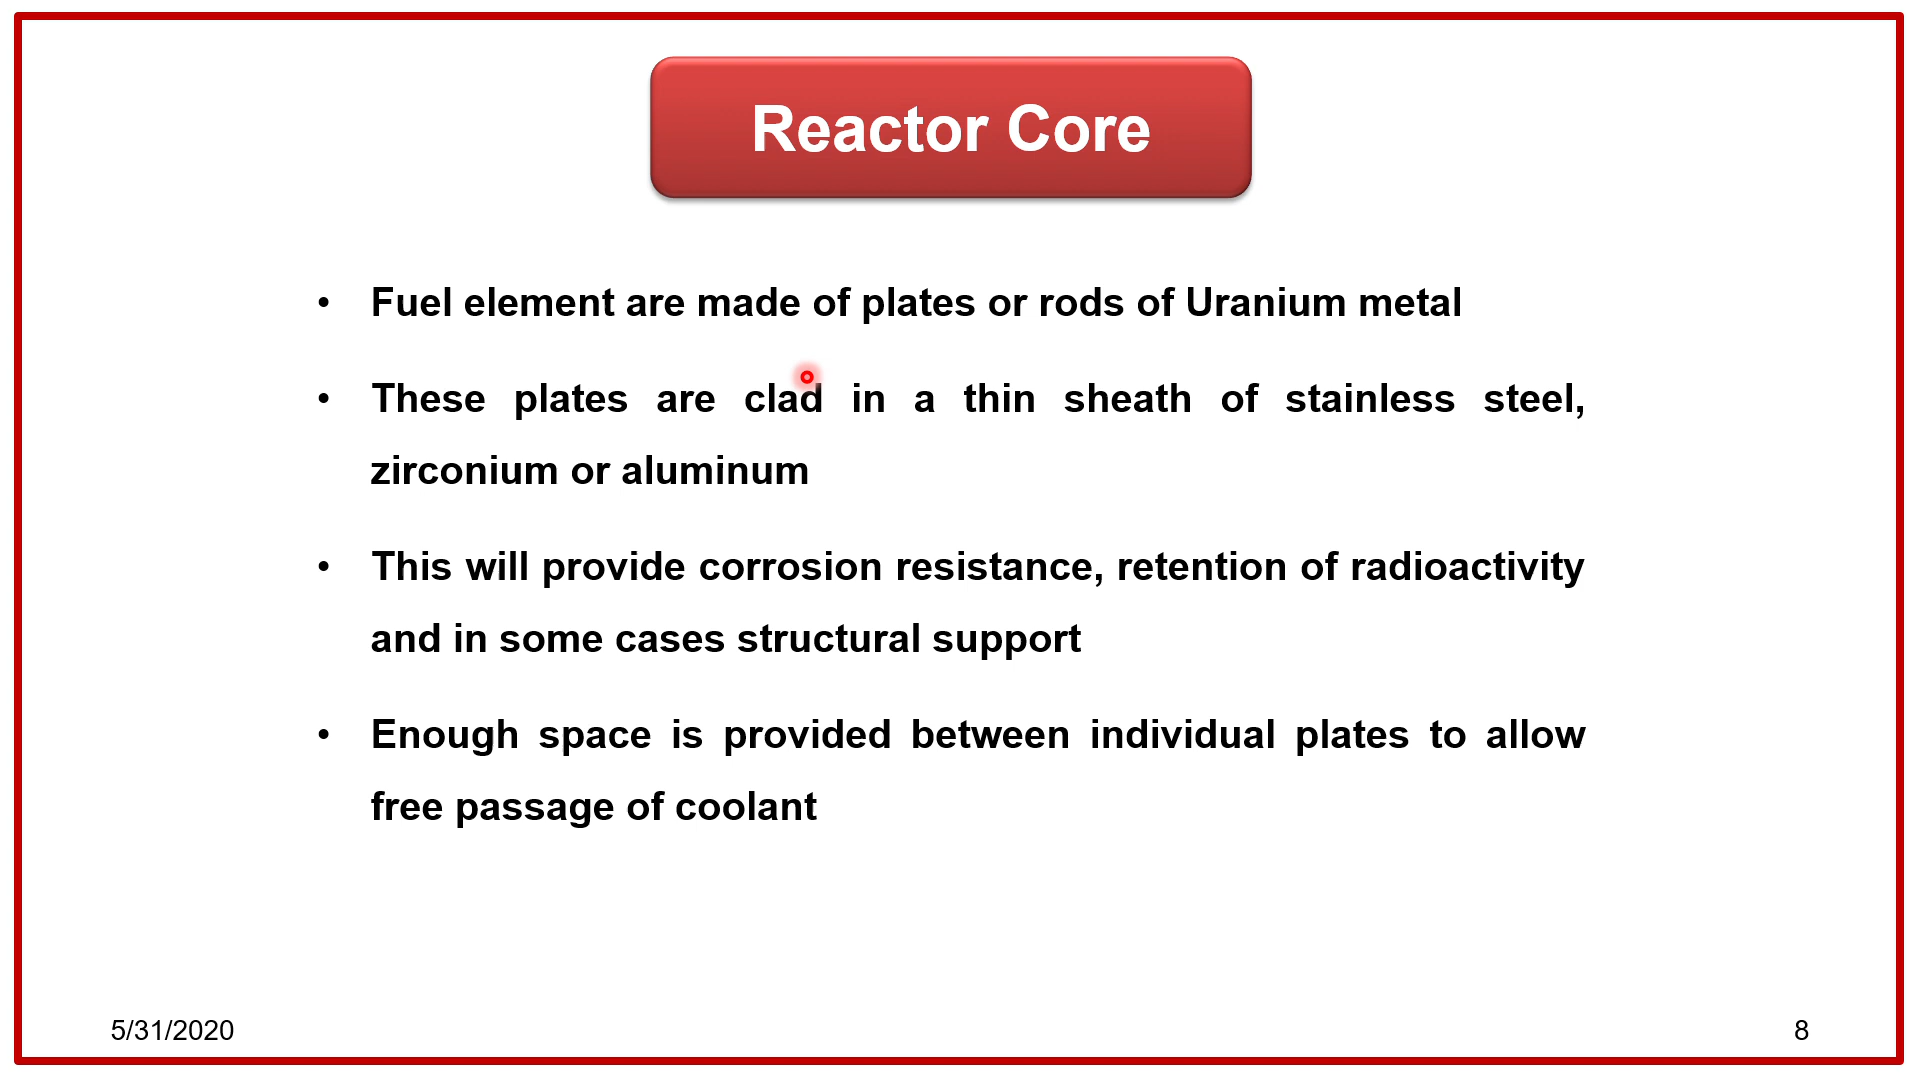 Reactor Core
• Fuel element are made of plates or rods of Uranium metal
• These plates are clad in a thin sheath of stainless steel,
zirconium or aluminum
• This will provide corrosion resistance, retention of radioactivity
and in some cases structural support
• Enough space is provided between individual plates to allow
free passage of coolant
5/31/2020
8